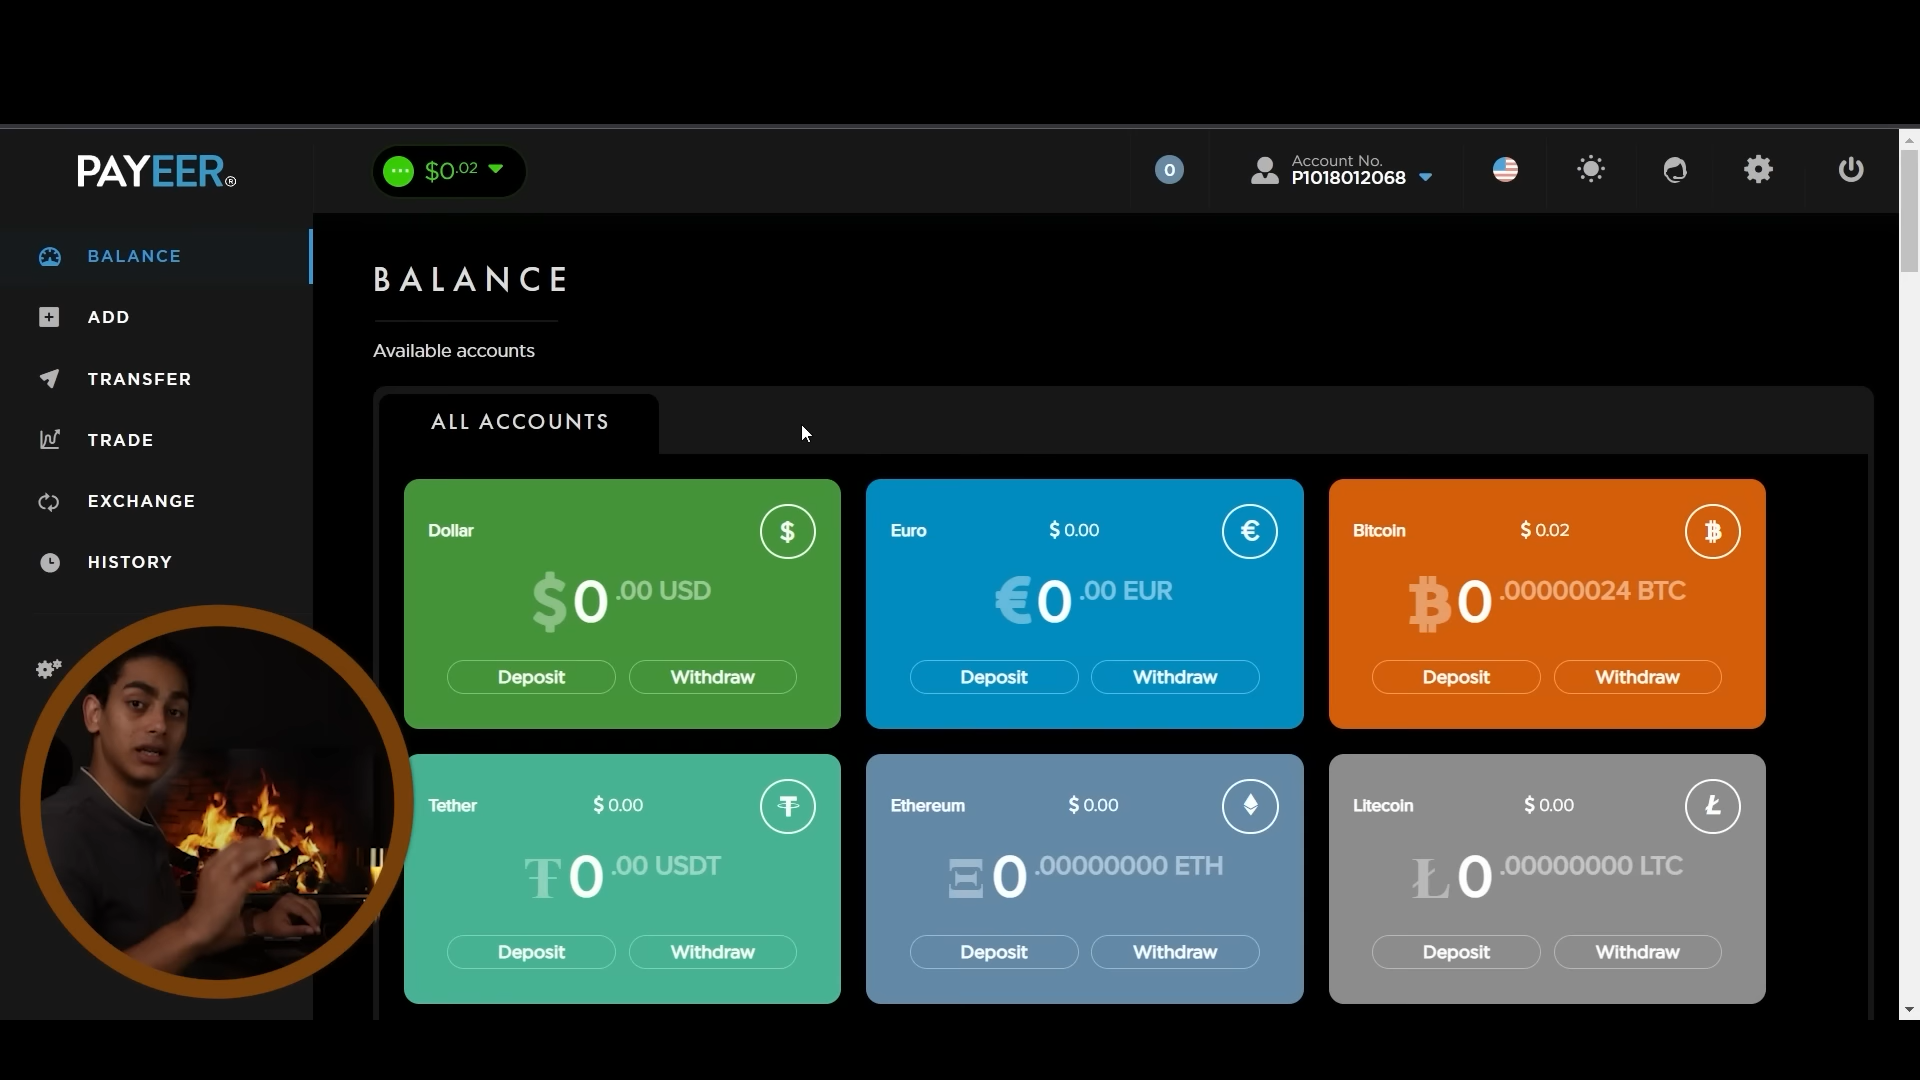 PAYEER®
$0.02
0
Account No.
P1018012068
BALANCE
ADD
TRANSFER
TRADE
EXCHANGE
HISTORY
BALANCE
Available accounts
ALL ACCOUNTS
Dollar
$
$0.00 USD
Deposit Withdraw
Euro $ 0.00
€
€0.00 EUR
Deposit Withdraw
Bitcoin $ 0.02
₿0.00000024 BTC
Deposit Withdraw
Tether $ 0.00
₮0.00 USDT
Deposit Withdraw
Ethereum $ 0.00
Ξ0.00000000 ETH
Deposit Withdraw
Litecoin $ 0.00
Ł
Ł0.00000000 LTC
Deposit Withdraw